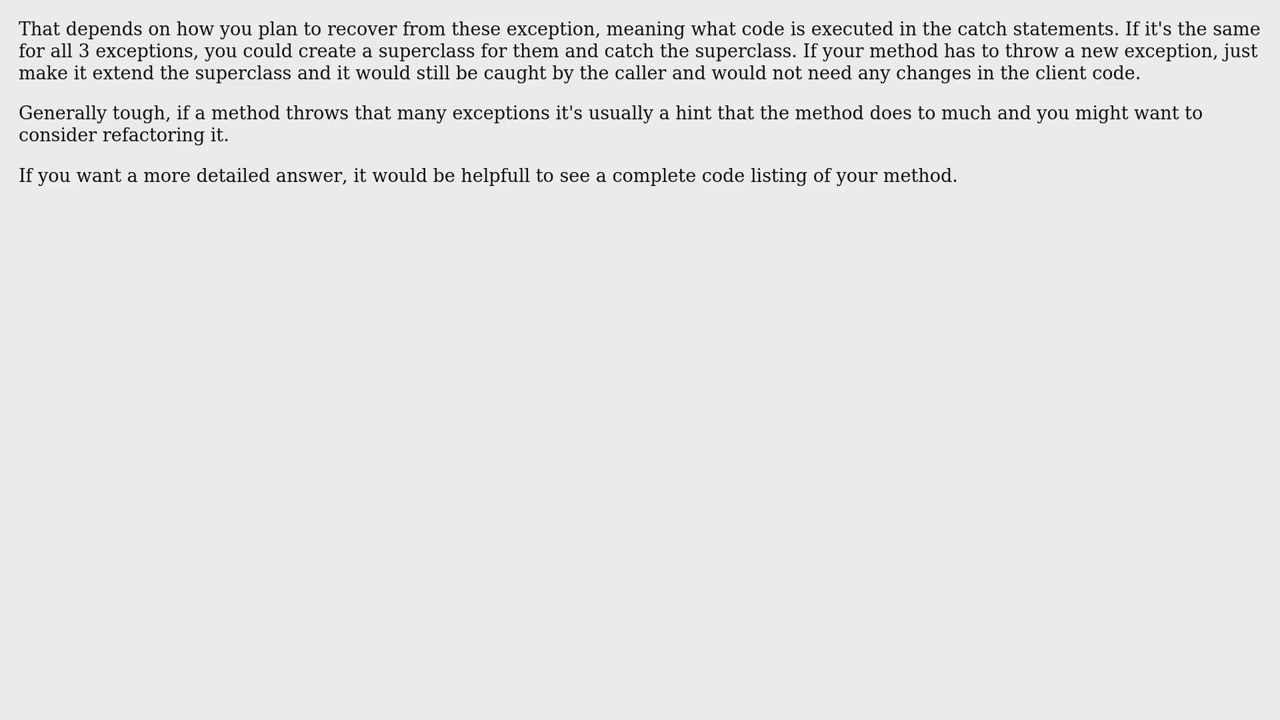 That depends on how you plan to recover from these exception, meaning what code is executed in the catch statements. If it's the same
for all 3 exceptions, you could create a superclass for them and catch the superclass. If your method has to throw a new exception, just
make it extend the superclass and it would still be caught by the caller and would not need any changes in the client code.
Generally tough, if a method throws that many exceptions it's usually a hint that the method does to much and you might want to
consider refactoring it.
If you want a more detailed answer, it would be helpfull to see a complete code listing of your method.